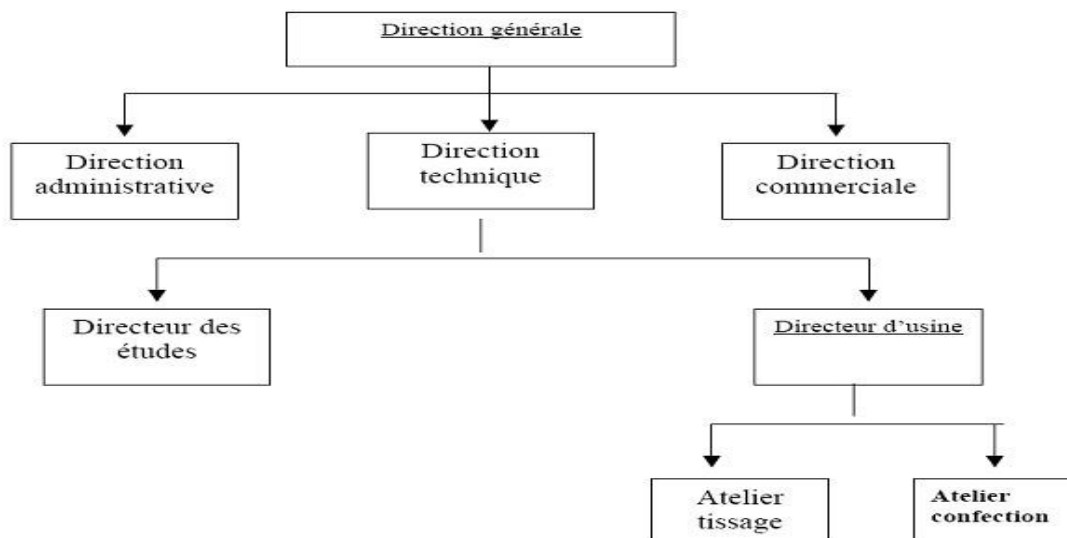 Direction générale
Direction
administrative
Direction
technique
Direction
commerciale
Directeur des
études
Directeur d’usine
Atelier
tissage
Atelier
confection